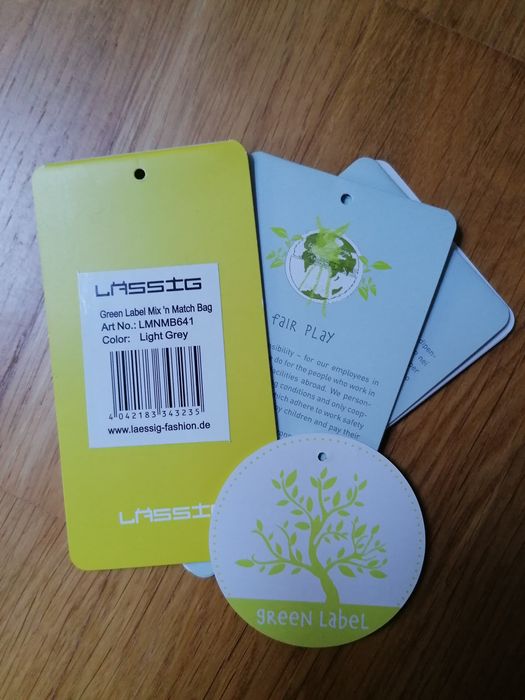 LÄSSIG
Green Label Mix 'n Match Bag
Art No.: LMNMB641
Color: Light Grey
4 042183 343235
www.laessig-fashion.de
LÄSSIG
fair PLAY
sibility – for our employees in
do for the people who work in
acilities abroad. We person-
g conditions and only coop-
hich adhere to work safety
y children and pay their
green Label